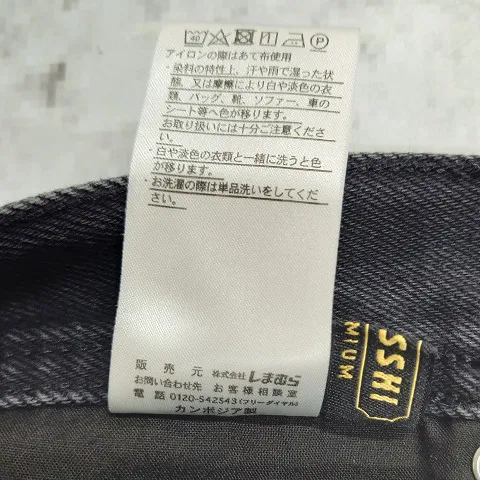 40 P
アイロンの際はあて布使用
・染料の特性上、汗や雨で湿った状
態、又は摩擦により白や淡色の衣
類、バッグ、靴、ソファー、車の
シート等へ色が移ります。
お取り扱いには十分ご注意くださ
い。
・白や淡色の衣類と一緒に洗うと色
が移ります。
・お洗濯の際は単品洗いをしてくだ
さい。
販売元 株式会社しまむら
お問い合わせ先 お客様相談室
電話 0120-542543(フリーダイヤル)
カンボジア製
SSHI
MIUM